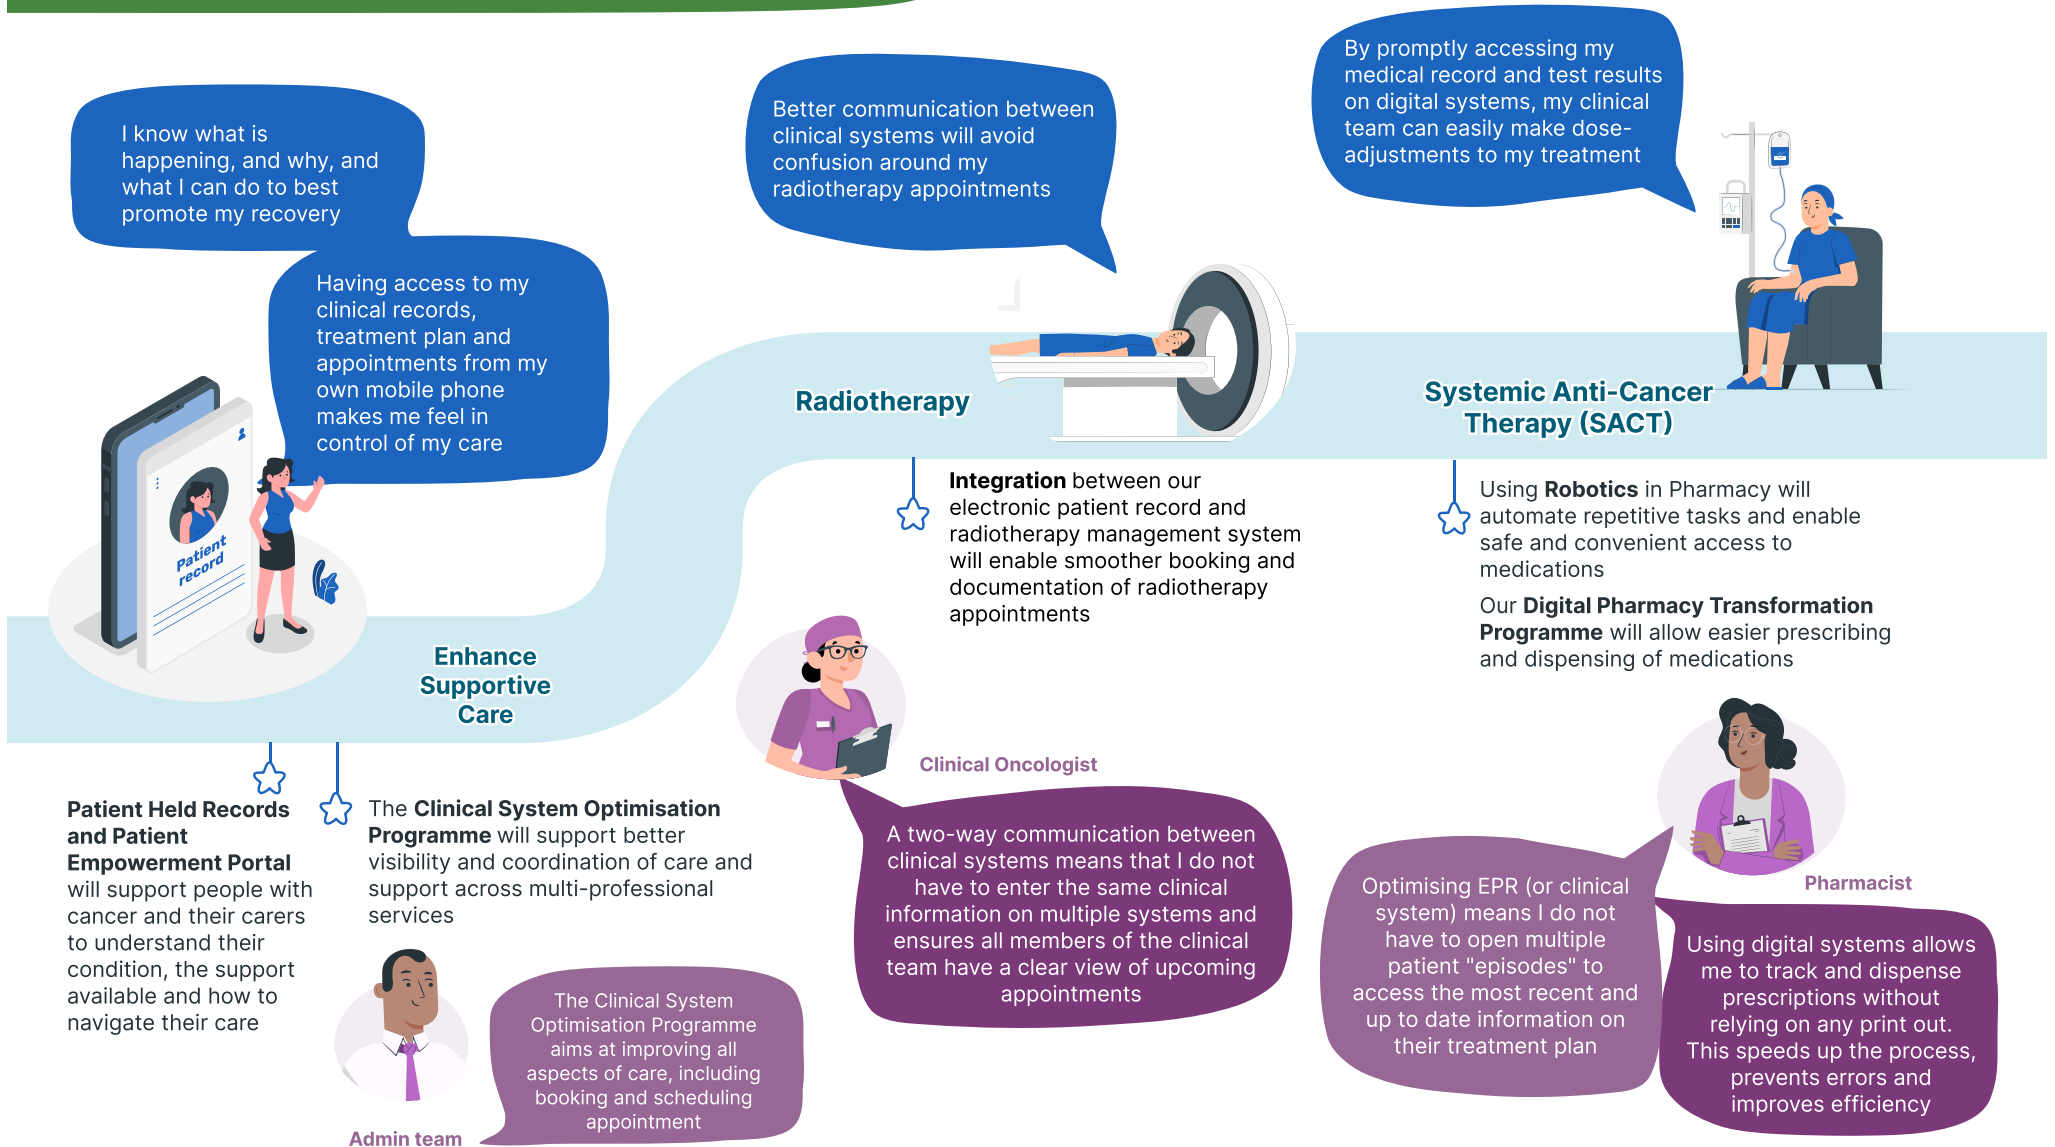 I know what is
happening, and why, and
what I can do to best
promote my recovery
Having access to my
clinical records,
treatment plan and
appointments from my
own mobile phone
makes me feel in
control of my care
Patient
record
Enhance
Supportive
Care
Patient Held Records
and Patient
Empowerment Portal
will support people with
cancer and their carers
to understand their
condition, the support
available and how to
navigate their care
The Clinical System Optimisation
Programme will support better
visibility and coordination of care and
support across multi-professional
services
Admin team
The Clinical System
Optimisation Programme
aims at improving all
aspects of care, including
booking and scheduling
appointment
Better communication between
clinical systems will avoid
confusion around my
radiotherapy appointments
Radiotherapy
Integration between our
electronic patient record and
radiotherapy management system
will enable smoother booking and
documentation of radiotherapy
appointments
Clinical Oncologist
A two-way communication between
clinical systems means that I do not
have to enter the same clinical
information on multiple systems and
ensures all members of the clinical
team have a clear view of upcoming
appointments
By promptly accessing my
medical record and test results
on digital systems, my clinical
team can easily make dose-
adjustments to my treatment
Systemic Anti-Cancer
Therapy (SACT)
Using Robotics in Pharmacy will
automate repetitive tasks and enable
safe and convenient access to
medications
Our Digital Pharmacy Transformation
Programme will allow easier prescribing
and dispensing of medications
Pharmacist
Optimising EPR (or clinical
system) means I do not
have to open multiple
patient "episodes" to
access the most recent and
up to date information on
their treatment plan
Using digital systems allows
me to track and dispense
prescriptions without
relying on any print out.
This speeds up the process,
prevents errors and
improves efficiency